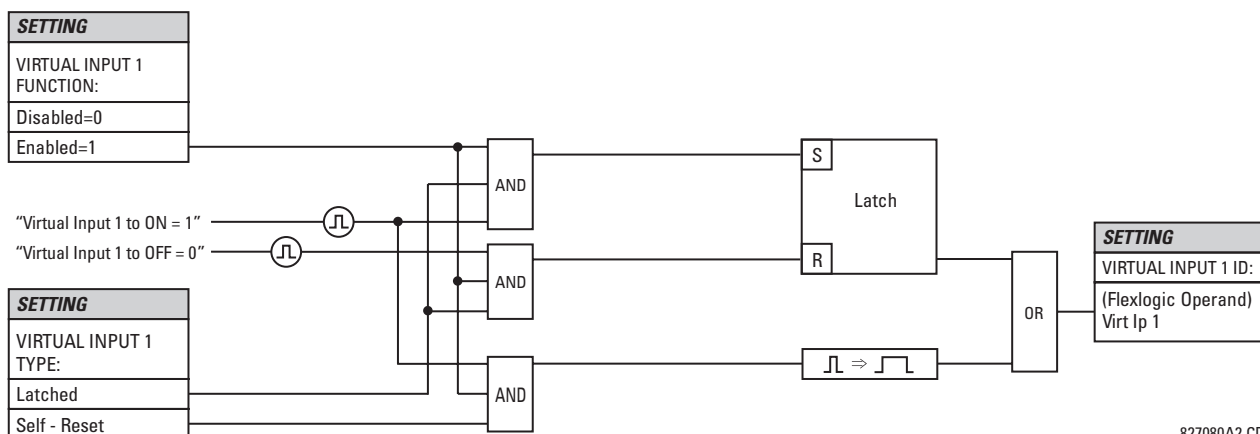 SETTING
VIRTUAL INPUT 1
FUNCTION:
Disabled=0
Enabled=1
“Virtual Input 1 to ON = 1”
“Virtual Input 1 to OFF = 0”
SETTING
VIRTUAL INPUT 1
TYPE:
Latched
Self - Reset
AND
AND
AND
S
Latch
R
OR
SETTING
VIRTUAL INPUT 1 ID:
(Flexlogic Operand)
Virt Ip 1